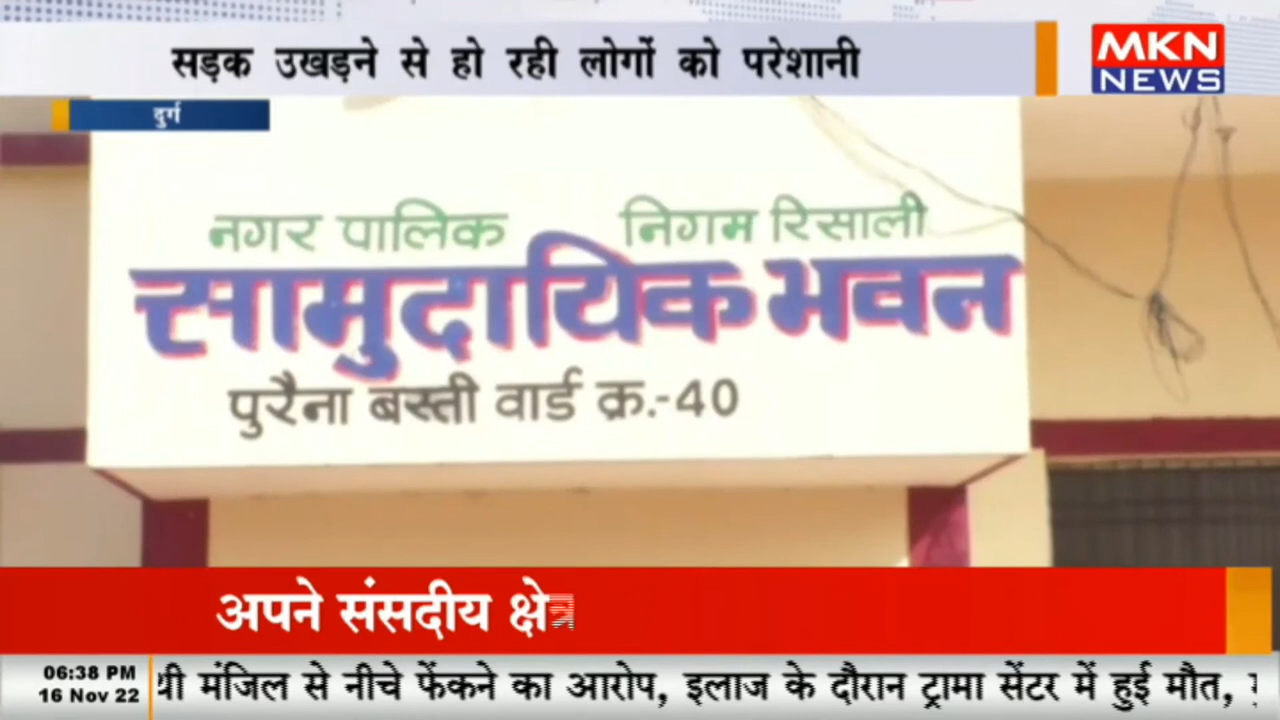 सड़क उखड़ने से हो रही लोगों को परेशानी
MKN
NEWS
दुर्ग
नगर पालिक निगम रिसाली
सामुदायिक भवन
पुरैना बस्ती वार्ड क्र.-40
अपने संसदीय
06:38 PM
16 Nov 22
मंजिल से नीचे फेंकने का आरोप, इलाज के दौरान ट्रामा सेंटर में हुई मौत,